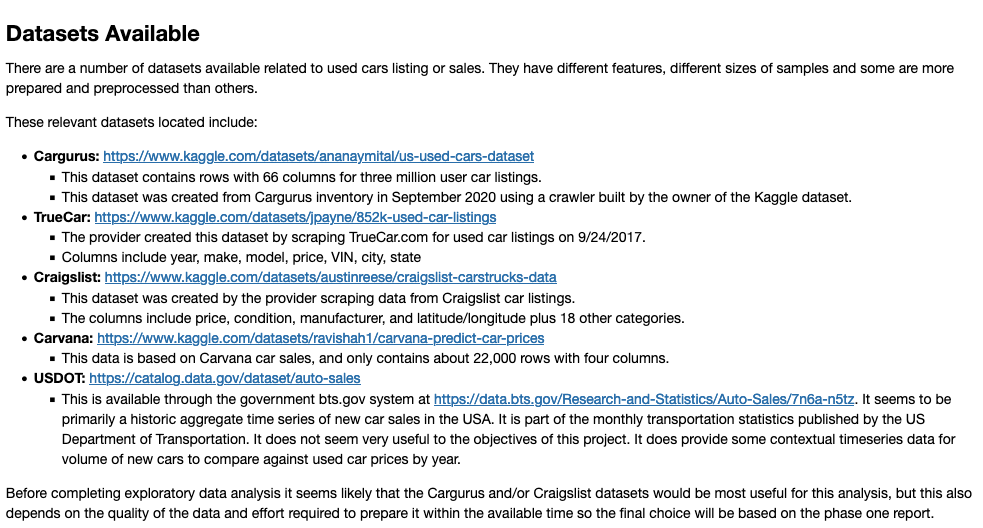 Datasets Available
There are a number of datasets available related to used cars listing or sales. They have different features, different sizes of samples and some are more
prepared and preprocessed than others.
These relevant datasets located include:
• Cargurus: https://www.kaggle.com/datasets/ananaymital/us-used-cars-dataset
▪ This dataset contains rows with 66 columns for three million user car listings.
▪ This dataset was created from Cargurus inventory in September 2020 using a crawler built by the owner of the Kaggle dataset.
• TrueCar: https://www.kaggle.com/datasets/jpayne/852k-used-car-listings
▪ The provider created this dataset by scraping TrueCar.com for used car listings on 9/24/2017.
▪ Columns include year, make, model, price, VIN, city, state
• Craigslist: https://www.kaggle.com/datasets/austinreese/craigslist-carstrucks-data
▪ This dataset was created by the provider scraping data from Craigslist car listings.
▪ The columns include price, condition, manufacturer, and latitude/longitude plus 18 other categories.
• Carvana: https://www.kaggle.com/datasets/ravishah1/carvana-predict-car-prices
▪ This data is based on Carvana car sales, and only contains about 22,000 rows with four columns.
• USDOT: https://catalog.data.gov/dataset/auto-sales
▪ This is available through the government bts.gov system at https://data.bts.gov/Research-and-Statistics/Auto-Sales/7n6a-n5tz. It seems to be
primarily a historic aggregate time series of new car sales in the USA. It is part of the monthly transportation statistics published by the US
Department of Transportation. It does not seem very useful to the objectives of this project. It does provide some contextual timeseries data for
volume of new cars to compare against used car prices by year.
Before completing exploratory data analysis it seems likely that the Cargurus and/or Craigslist datasets would be most useful for this analysis, but this also
depends on the quality of the data and effort required to prepare it within the available time so the final choice will be based on the phase one report.